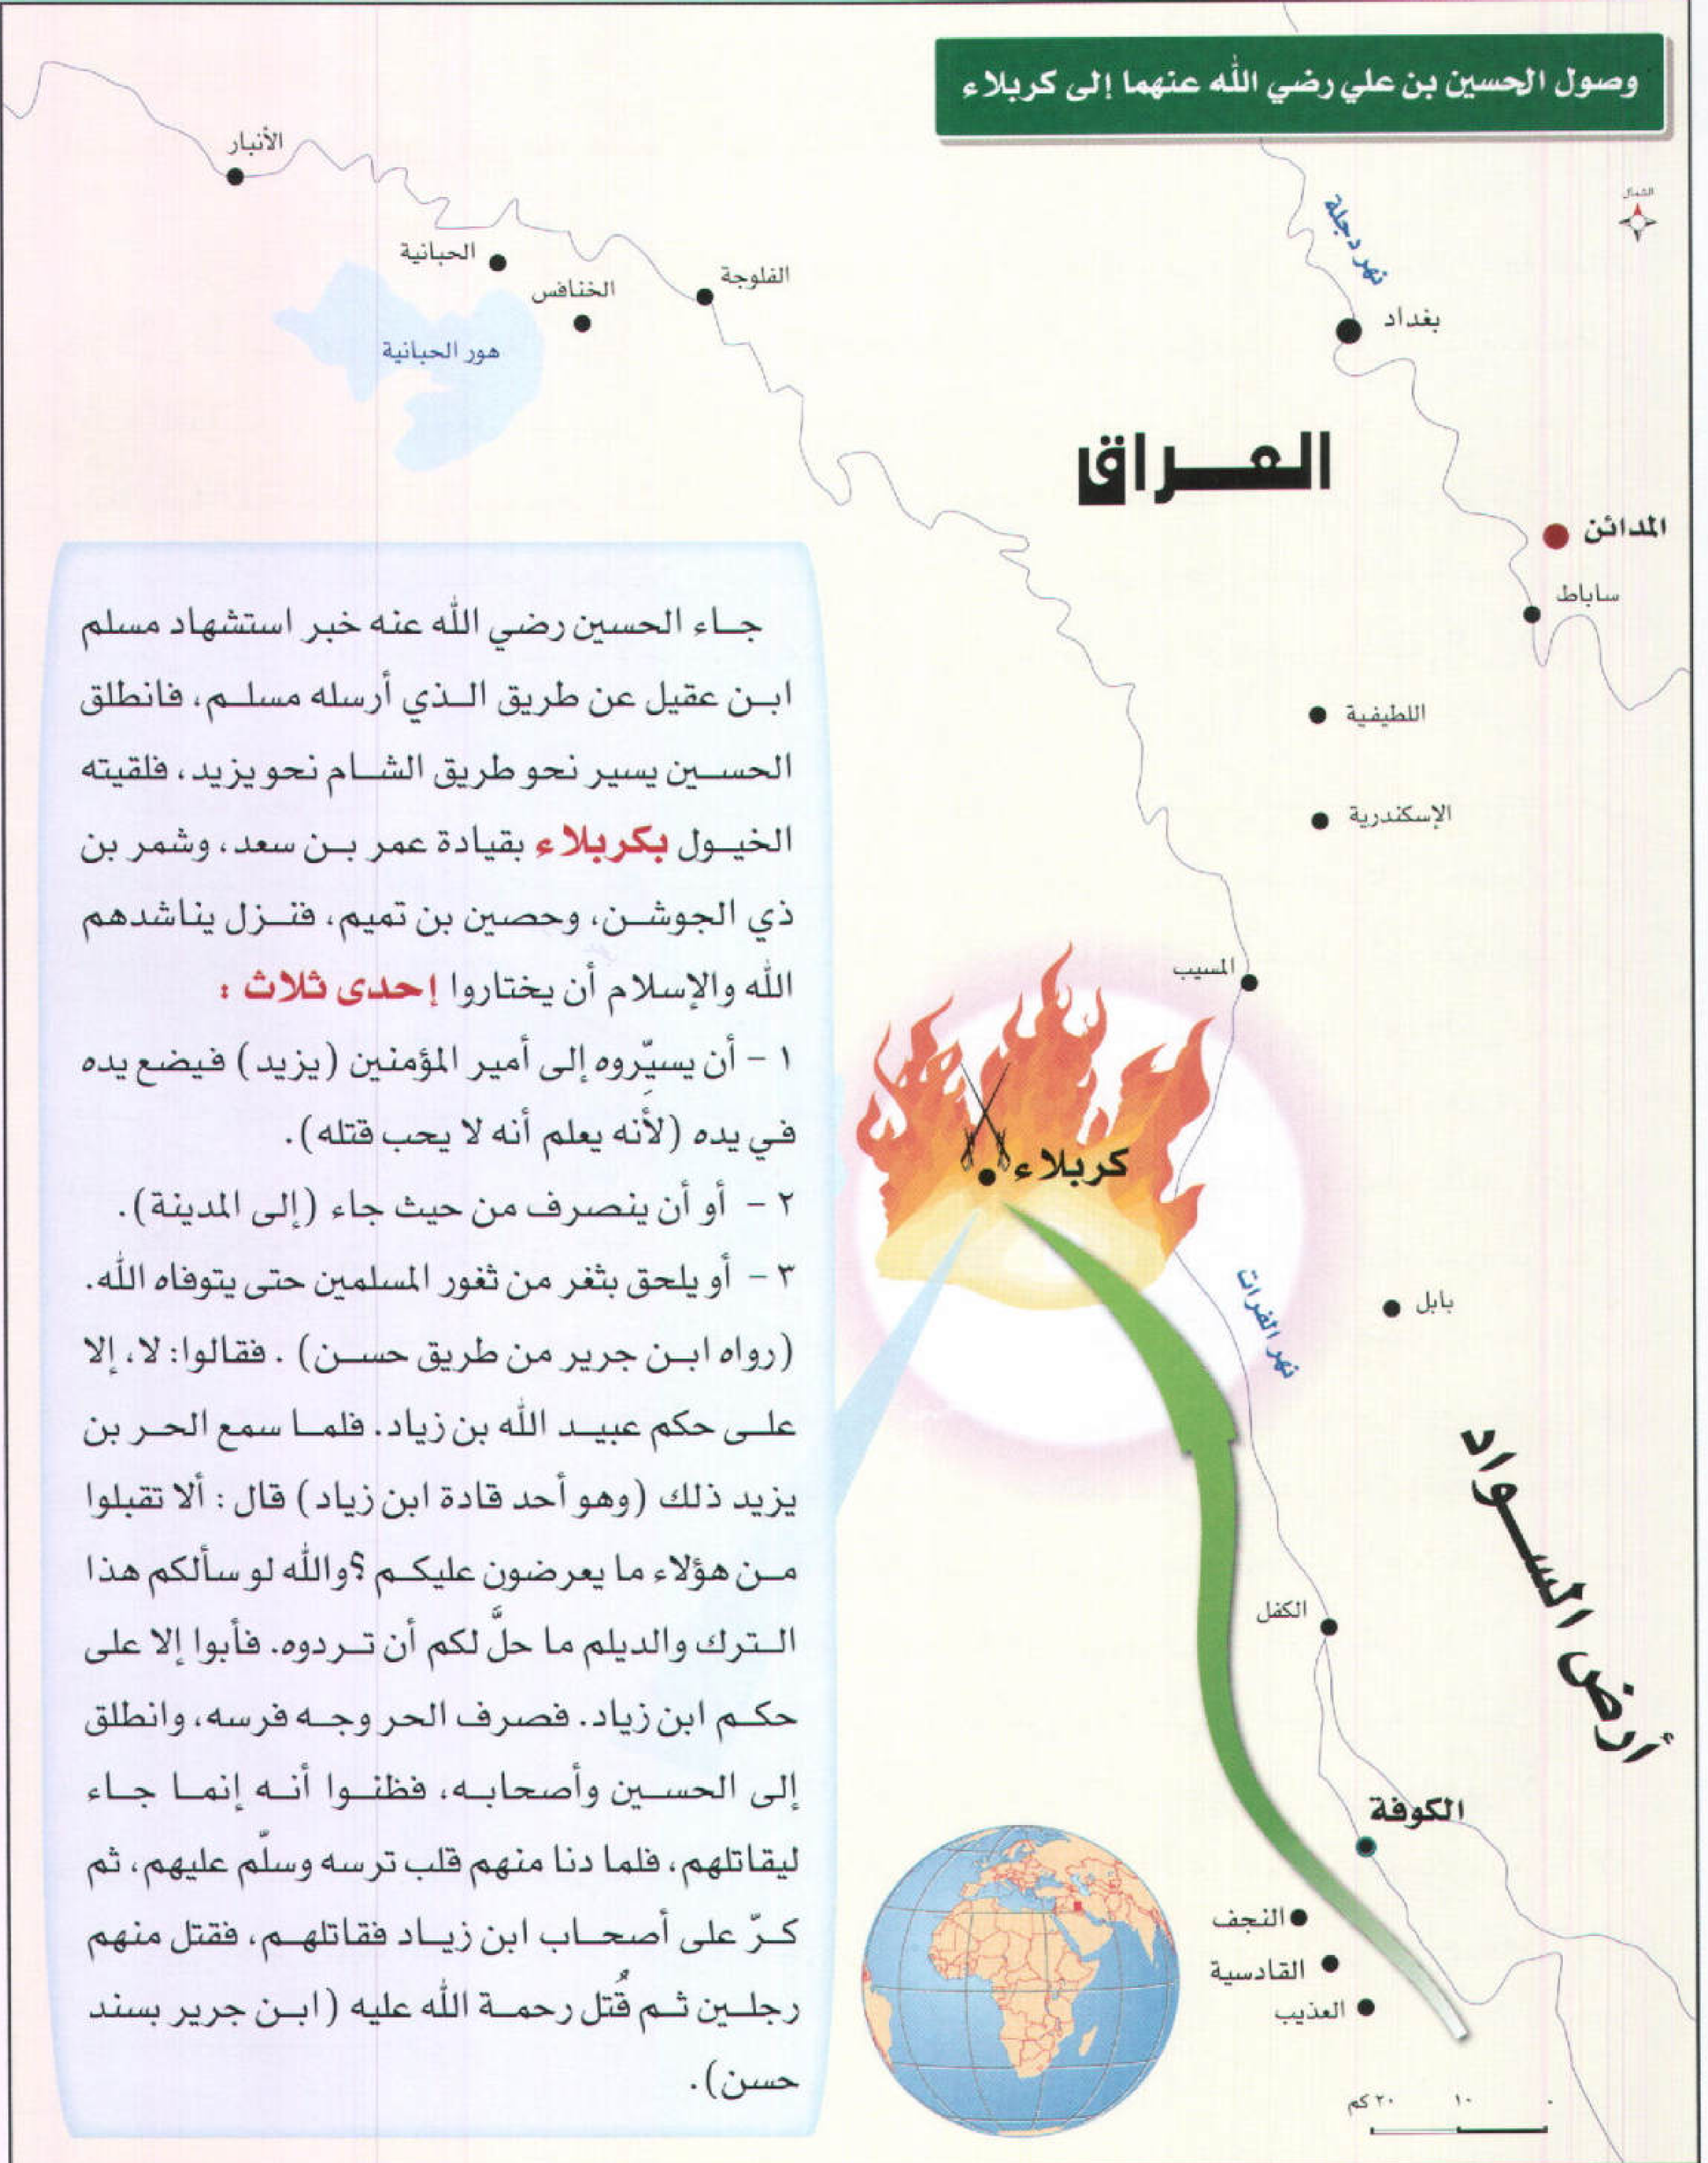 وصول الحسين بن علي رضي الله عنهما إلى كربلاء
الشمال
الأنبار
الحبانية
الخنافس
الفلوجة
هور الحبانية
نهر دجلة
بغداد
العراق
المدائن
ساباط
اللطيفية
الإسكندرية
المسيب
كربلاء
نهر الفرات
بابل
أرض السواد
الكفل
الكوفة
النجف
القادسية
العذيب
٠ ١٠ ٢٠ كم
جاء الحسين رضي الله عنه خبر استشهاد مسلم
ابن عقيل عن طريق الذي أرسله مسلم، فانطلق
الحسين يسير نحو طريق الشام نحو يزيد، فلقيته
الخيول بكربلاء بقيادة عمر بن سعد، وشمر بن
ذي الجوشن، وحصين بن تميم، فنزل يناشدهم
الله والإسلام أن يختاروا إحدى ثلاث :
١ - أن يسيّروه إلى أمير المؤمنين (يزيد) فيضع يده
في يده (لأنه يعلم أنه لا يحب قتله).
٢ - أو أن ينصرف من حيث جاء (إلى المدينة).
٣ - أو يلحق بثغر من ثغور المسلمين حتى يتوفاه الله.
(رواه ابن جرير من طريق حسن) . فقالوا: لا، إلا
على حكم عبيد الله بن زياد. فلما سمع الحر بن
يزيد ذلك (وهو أحد قادة ابن زياد) قال : ألا تقبلوا
من هؤلاء ما يعرضون عليكم ؟والله لو سألكم هذا
الترك والديلم ما حلَّ لكم أن تردوه. فأبوا إلا على
حكم ابن زياد. فصرف الحر وجه فرسه، وانطلق
إلى الحسين وأصحابه، فظنوا أنه إنما جاء
ليقاتلهم، فلما دنا منهم قلب ترسه وسلّم عليهم، ثم
كرّ على أصحاب ابن زياد فقاتلهم، فقتل منهم
رجلين ثم قُتل رحمة الله عليه (ابن جرير بسند
حسن).